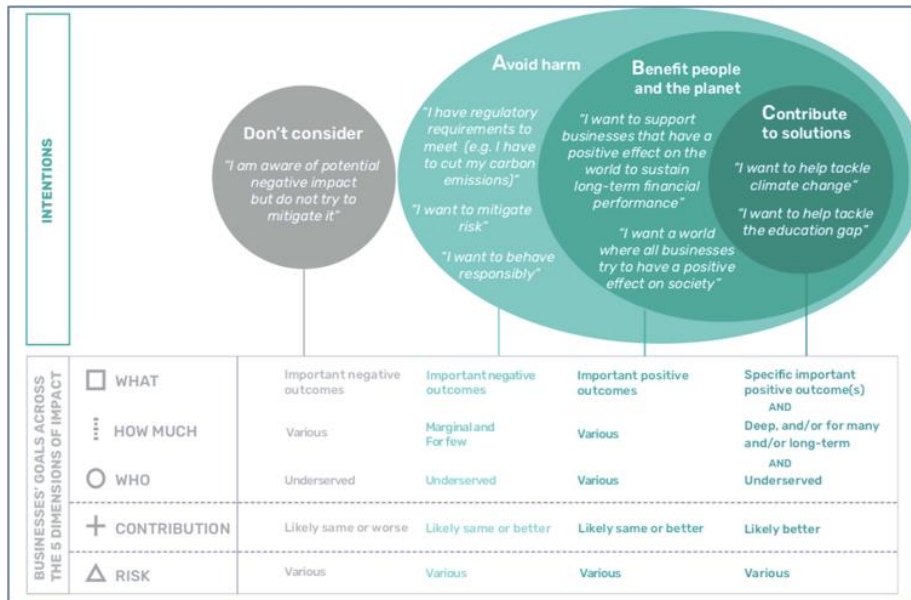 INTENTIONS
Don't consider
"I am aware of potential
negative impact
but do not try to
mitigate it"
Avoid harm
"I have regulatory
requirements to
meet (e.g. I have
to cut my carbon
emissions)"
"I want to mitigate
risk"
"I want to behave
responsibly"
Benefit people
and the planet
"I want to support
businesses that have a
positive effect on the
world to sustain
long-term financial
performance"
"I want a world
where all businesses
try to have a positive
effect on society"
Contribute
to solutions
"I want to help tackle
climate change"
"I want to help tackle
the education gap"
BUSINESSES' GOALS ACROSS
THE 5 DIMENSIONS OF IMPACT
WHAT
Important negative
outcomes
Important negative
outcomes
Important positive
outcomes
Specific important
positive outcome(s)
AND
HOW MUCH
Various
Marginal and
For few
Various
Deep, and/or for many
and/or long-term
AND
WHO
Underserved
Underserved
Various
Underserved
CONTRIBUTION
Likely same or worse
Likely same or better
Likely same or better
Likely better
RISK
Various
Various
Various
Various